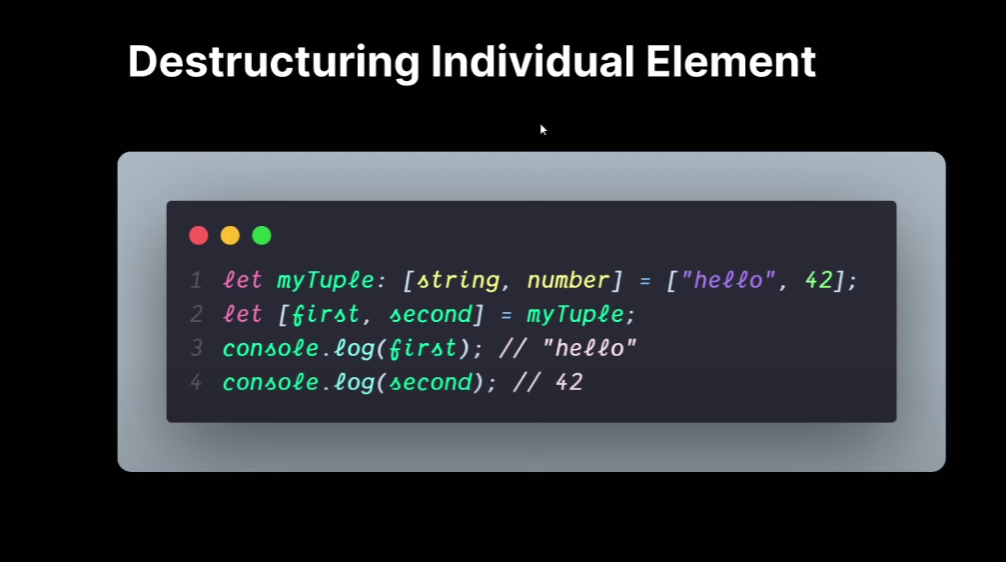 Destructuring Individual Element
1 let myTuple: [string, number] = ["hello", 42];
2 let [first, second] = myTuple;
3 console.log(first); // "hello"
4 console.log(second); // 42